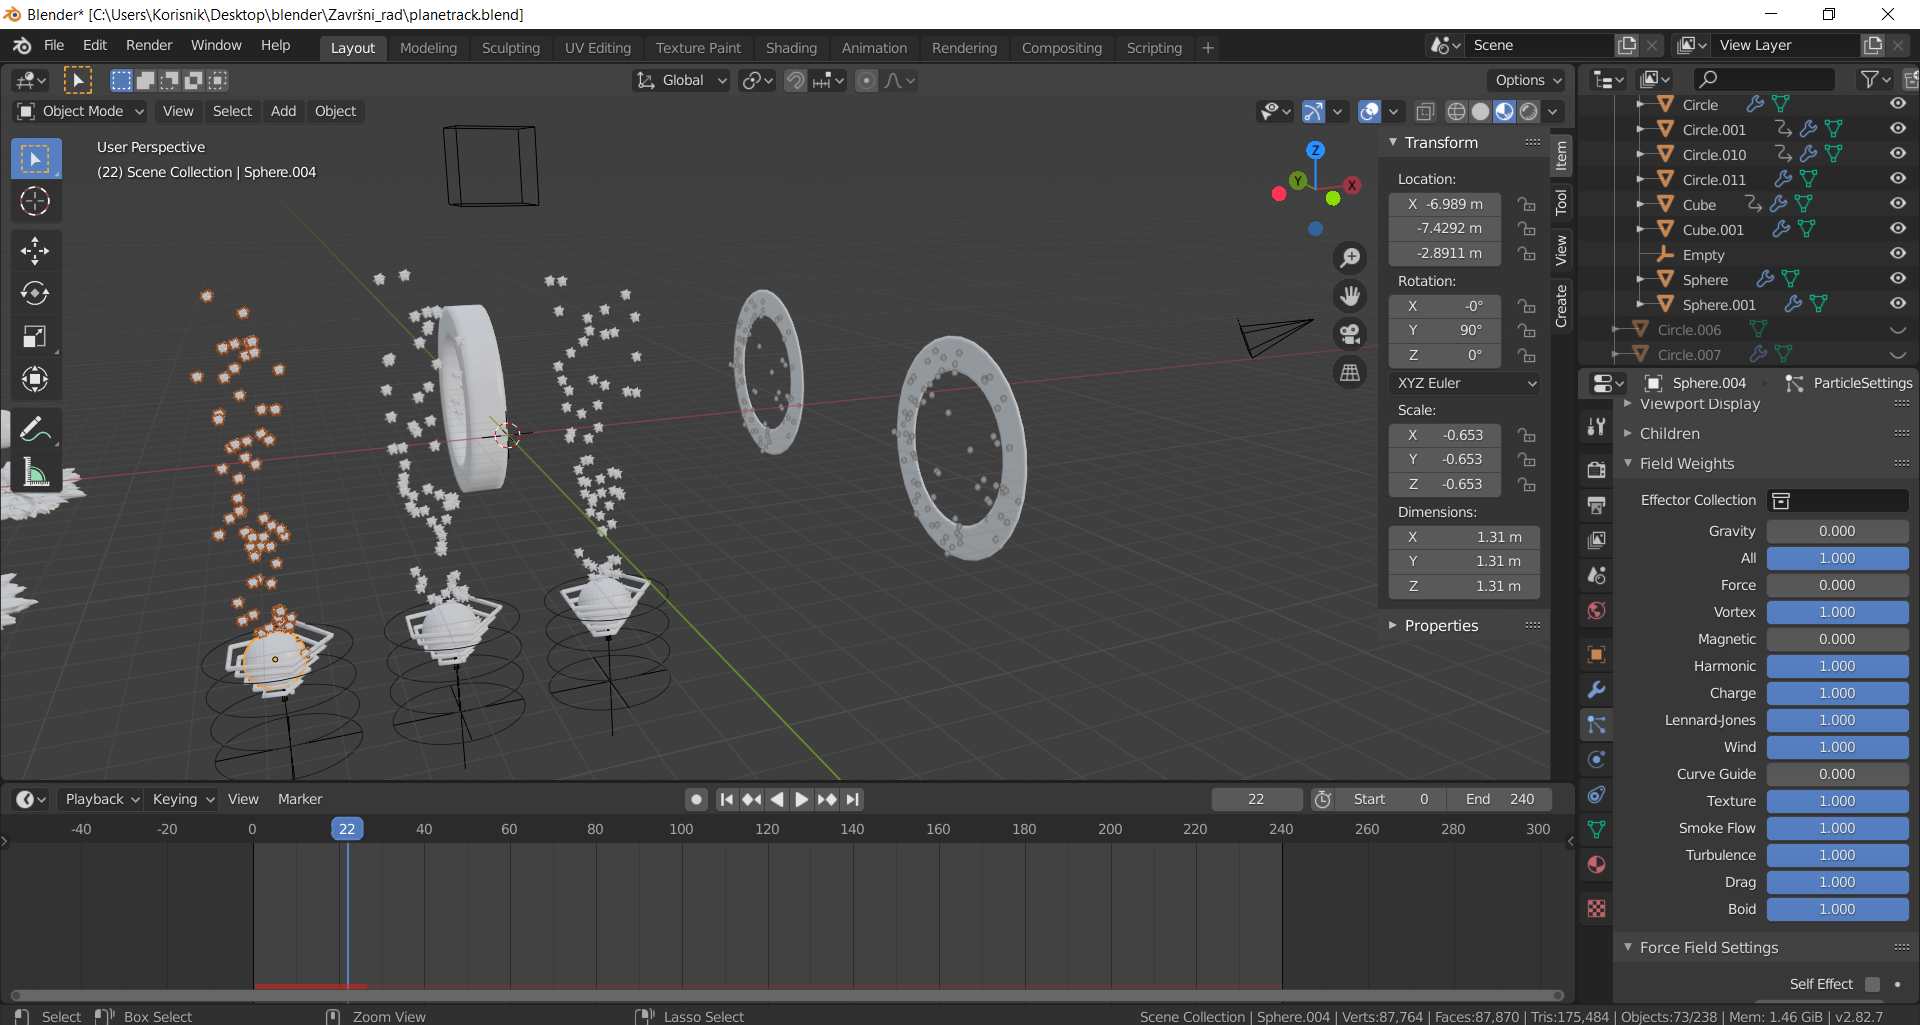 Blender* [C:\Users\Korisnik\Desktop\blender\Završni_rad\planetrack.blend]
File Edit Render Window Help
Layout Modeling Sculpting UV Editing Texture Paint Shading Animation Rendering Compositing Scripting +
Scene
View Layer
Global
Options
Object Mode View Select Add Object
User Perspective
(22) Scene Collection | Sphere.004
Z
Y
X
Transform
Location:
X -6.989 m
-7.4292 m
-2.8911 m
Rotation:
X -0°
Y 90°
Z 0°
XYZ Euler
Scale:
X -0.653
Y -0.653
Z -0.653
Dimensions:
X 1.31 m
Y 1.31 m
Z 1.31 m
Properties
Item
Tool
View
Create
Circle
Circle.001
Circle.010
Circle.011
Cube
Cube.001
Empty
Sphere
Sphere.001
Circle.006
Circle.007
Sphere.004 ParticleSettings
Viewport Display
Children
Field Weights
Effector Collection
Gravity 0.000
All 1.000
Force 0.000
Vortex 1.000
Magnetic 0.000
Harmonic 1.000
Charge 1.000
Lennard-Jones 1.000
Wind 1.000
Curve Guide 0.000
Texture 1.000
Smoke Flow 1.000
Turbulence 1.000
Drag 1.000
Boid 1.000
Force Field Settings
Self Effect
Playback Keying View Marker
22
Start 0
End 240
-40 -20 0 22 40 60 80 100 120 140 160 180 200 220 240 260 280 300
Select Box Select Zoom View Lasso Select
Scene Collection | Sphere.004 | Verts:87,764 | Faces:87,870 | Tris:175,484 | Objects:73/238 | Mem: 1.46 GiB | v2.82.7